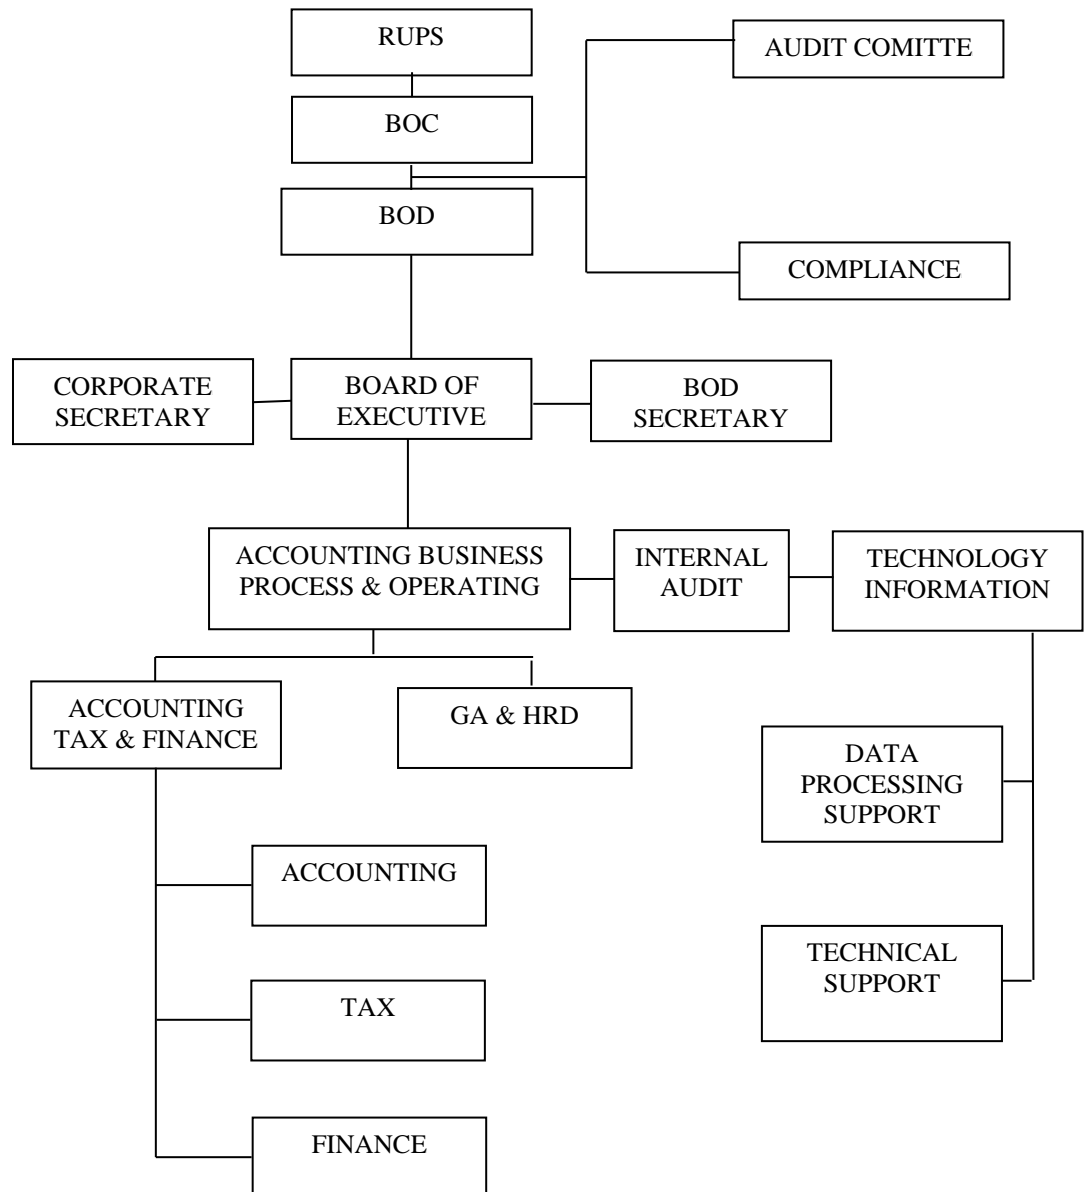 RUPS
AUDIT COMITTE
BOC
BOD
COMPLIANCE
CORPORATE
SECRETARY
BOARD OF
EXECUTIVE
BOD
SECRETARY
ACCOUNTING BUSINESS
PROCESS & OPERATING
INTERNAL
AUDIT
TECHNOLOGY
INFORMATION
ACCOUNTING
TAX & FINANCE
GA & HRD
DATA
PROCESSING
SUPPORT
ACCOUNTING
TECHNICAL
SUPPORT
TAX
FINANCE